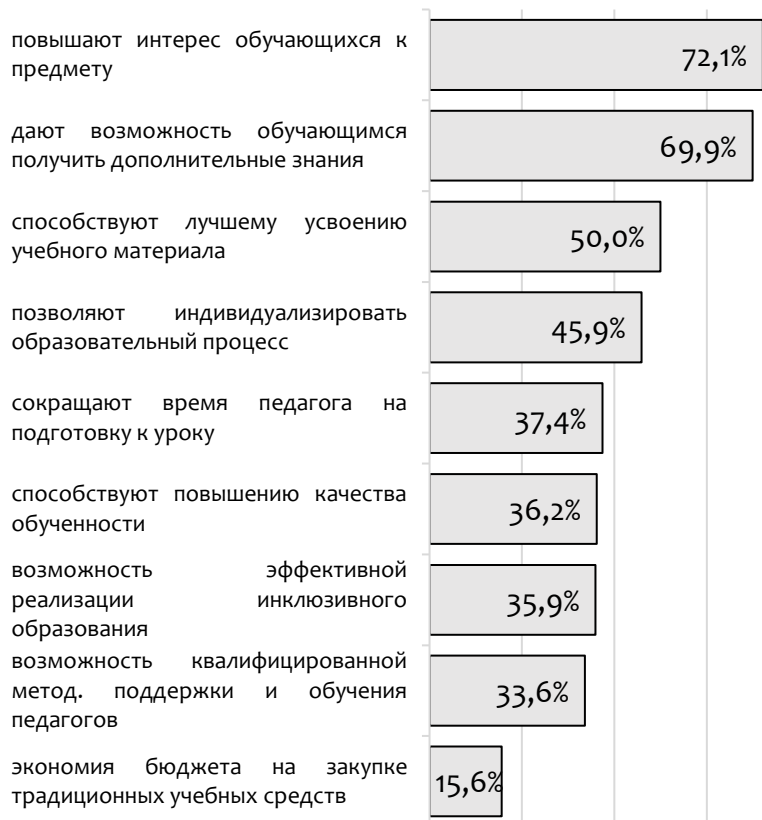 повышают интерес обучающихся к
предмету
72,1%
дают возможность обучающимся
получить дополнительные знания
69,9%
способствуют лучшему усвоению
учебного материала
50,0%
позволяют индивидуализировать
образовательный процесс
45,9%
сокращают время педагога на
подготовку к уроку
37,4%
способствуют повышению качества
обученности
36,2%
возможность эффективной
реализации инклюзивного
образования
35,9%
возможность квалифицированной
метод. поддержки и обучения
педагогов
33,6%
экономия бюджета на закупке
традиционных учебных средств
15,6%